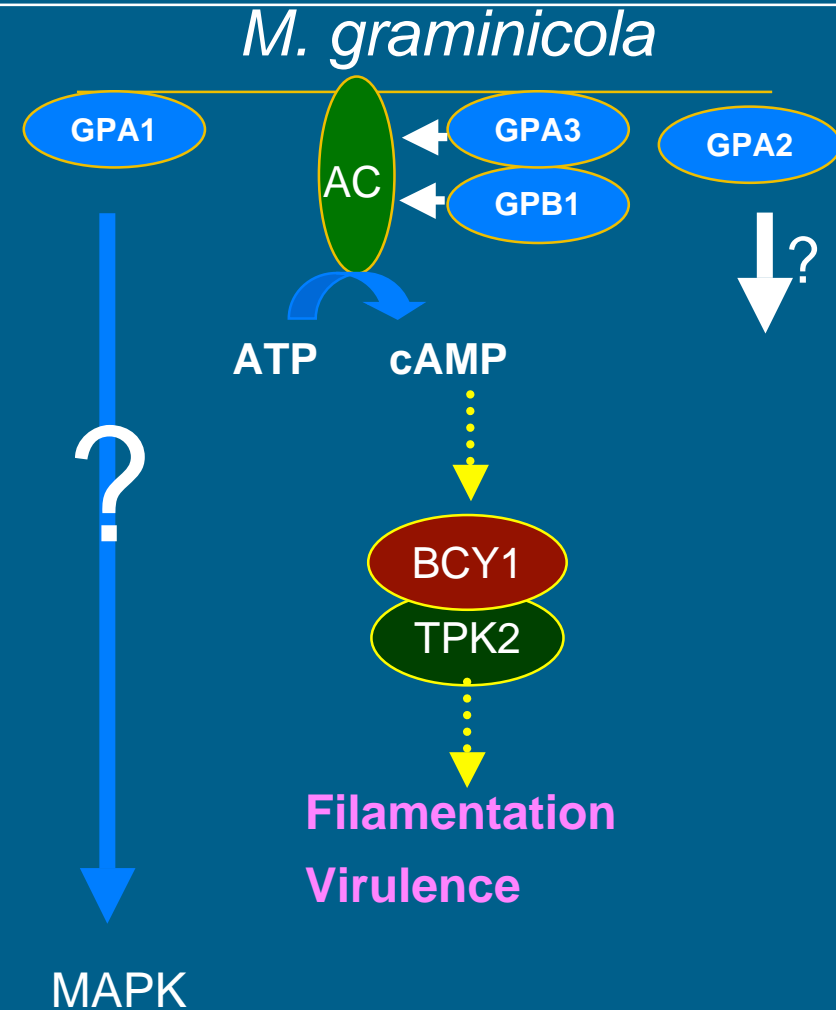 M. graminicola
GPA1
AC
GPA3
GPB1
GPA2
?
ATP cAMP
?
BCY1
TPK2
Filamentation
Virulence
MAPK